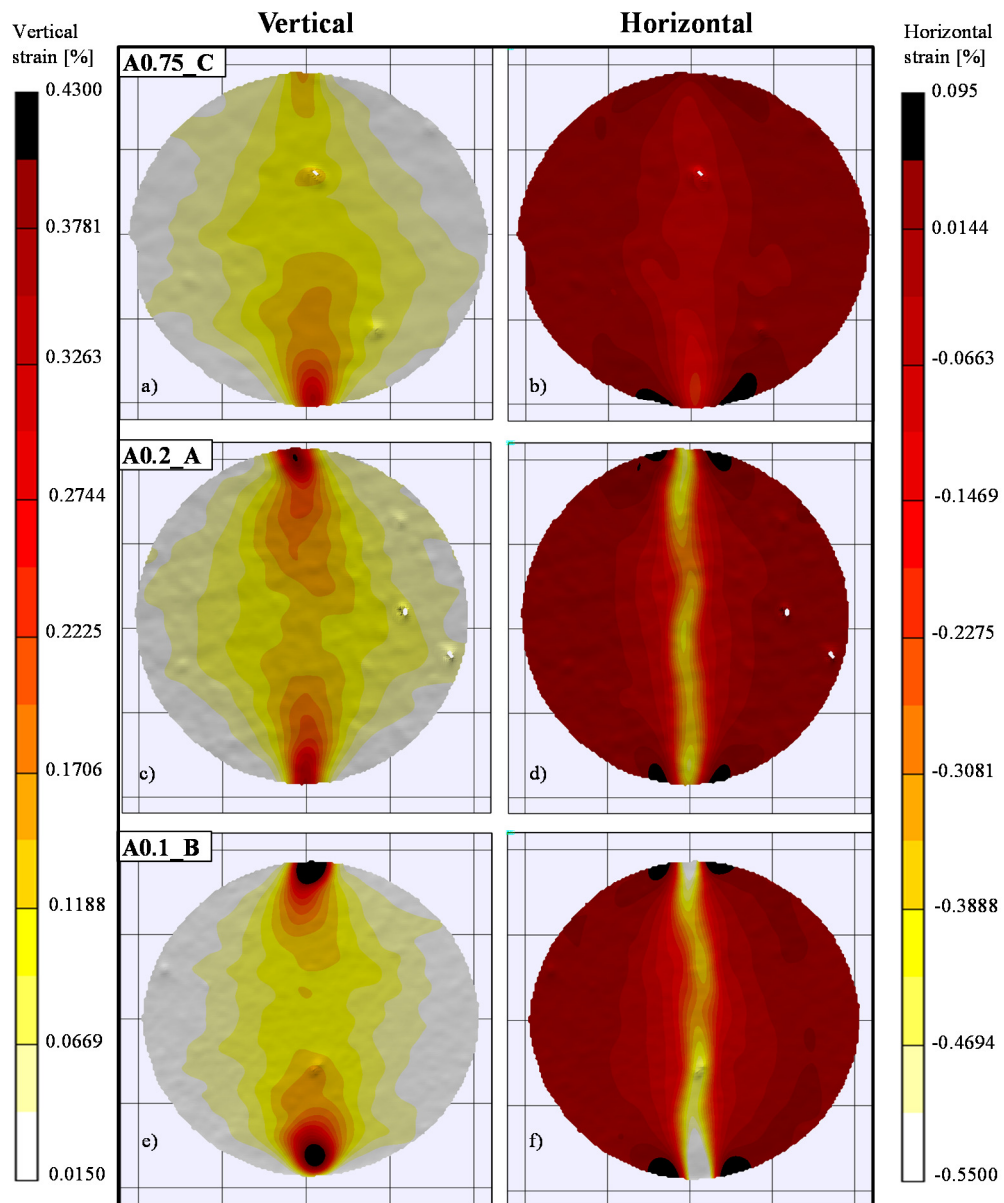 Vertical
Horizontal
Vertical
strain [%]
Horizontal
strain [%]
A0.75_C
0.4300
0.3781
0.3263
0.2744
0.2225
0.1706
0.1188
0.0669
0.0150
a)
b)
A0.2_A
c)
d)
A0.1_B
e)
f)
0.095
0.0144
-0.0663
-0.1469
-0.2275
-0.3081
-0.3888
-0.4694
-0.5500